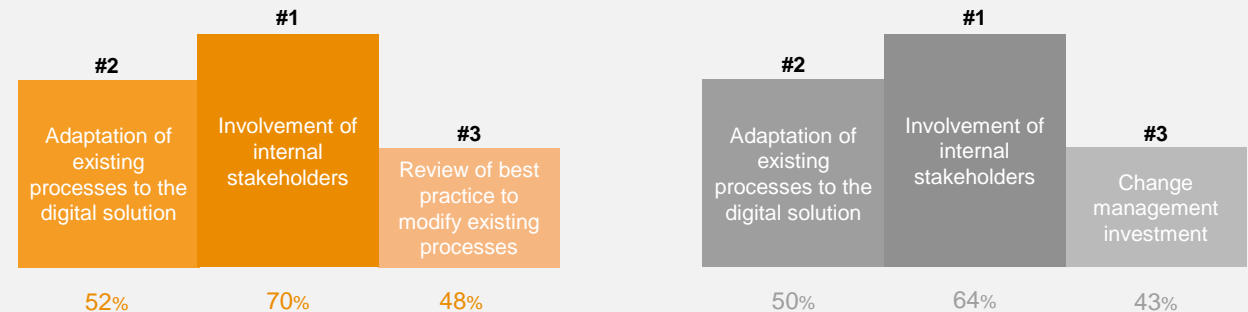 #1
#2
Adaptation of
existing
processes to the
digital solution
Involvement of
internal
stakeholders
#3
Review of best
practice to
modify existing
processes
52%
70%
48%
#1
#2
Adaptation of
existing
processes to the
digital solution
Involvement of
internal
stakeholders
#3
Change
management
investment
50%
64%
43%